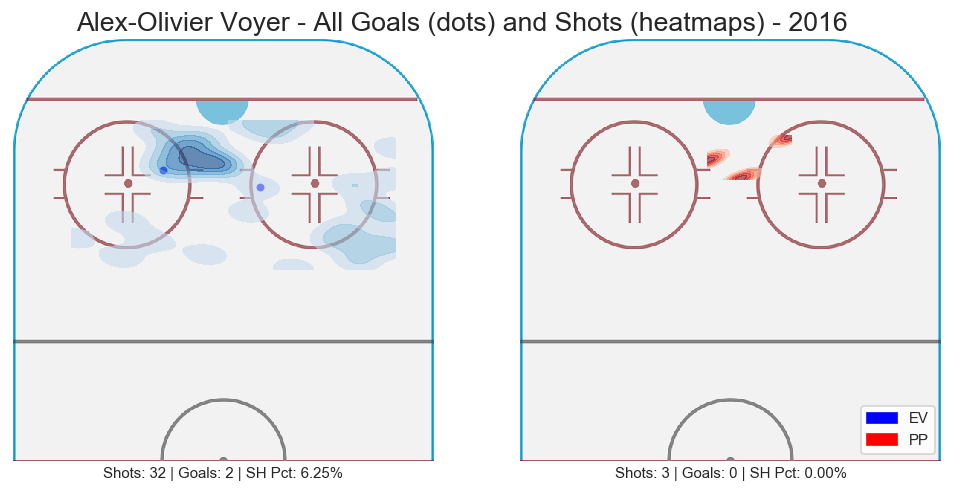 Alex-Olivier Voyer - All Goals (dots) and Shots (heatmaps) - 2016
EV
PP
Shots: 32 | Goals: 2 | SH Pct: 6.25%
Shots: 3 | Goals: 0 | SH Pct: 0.00%